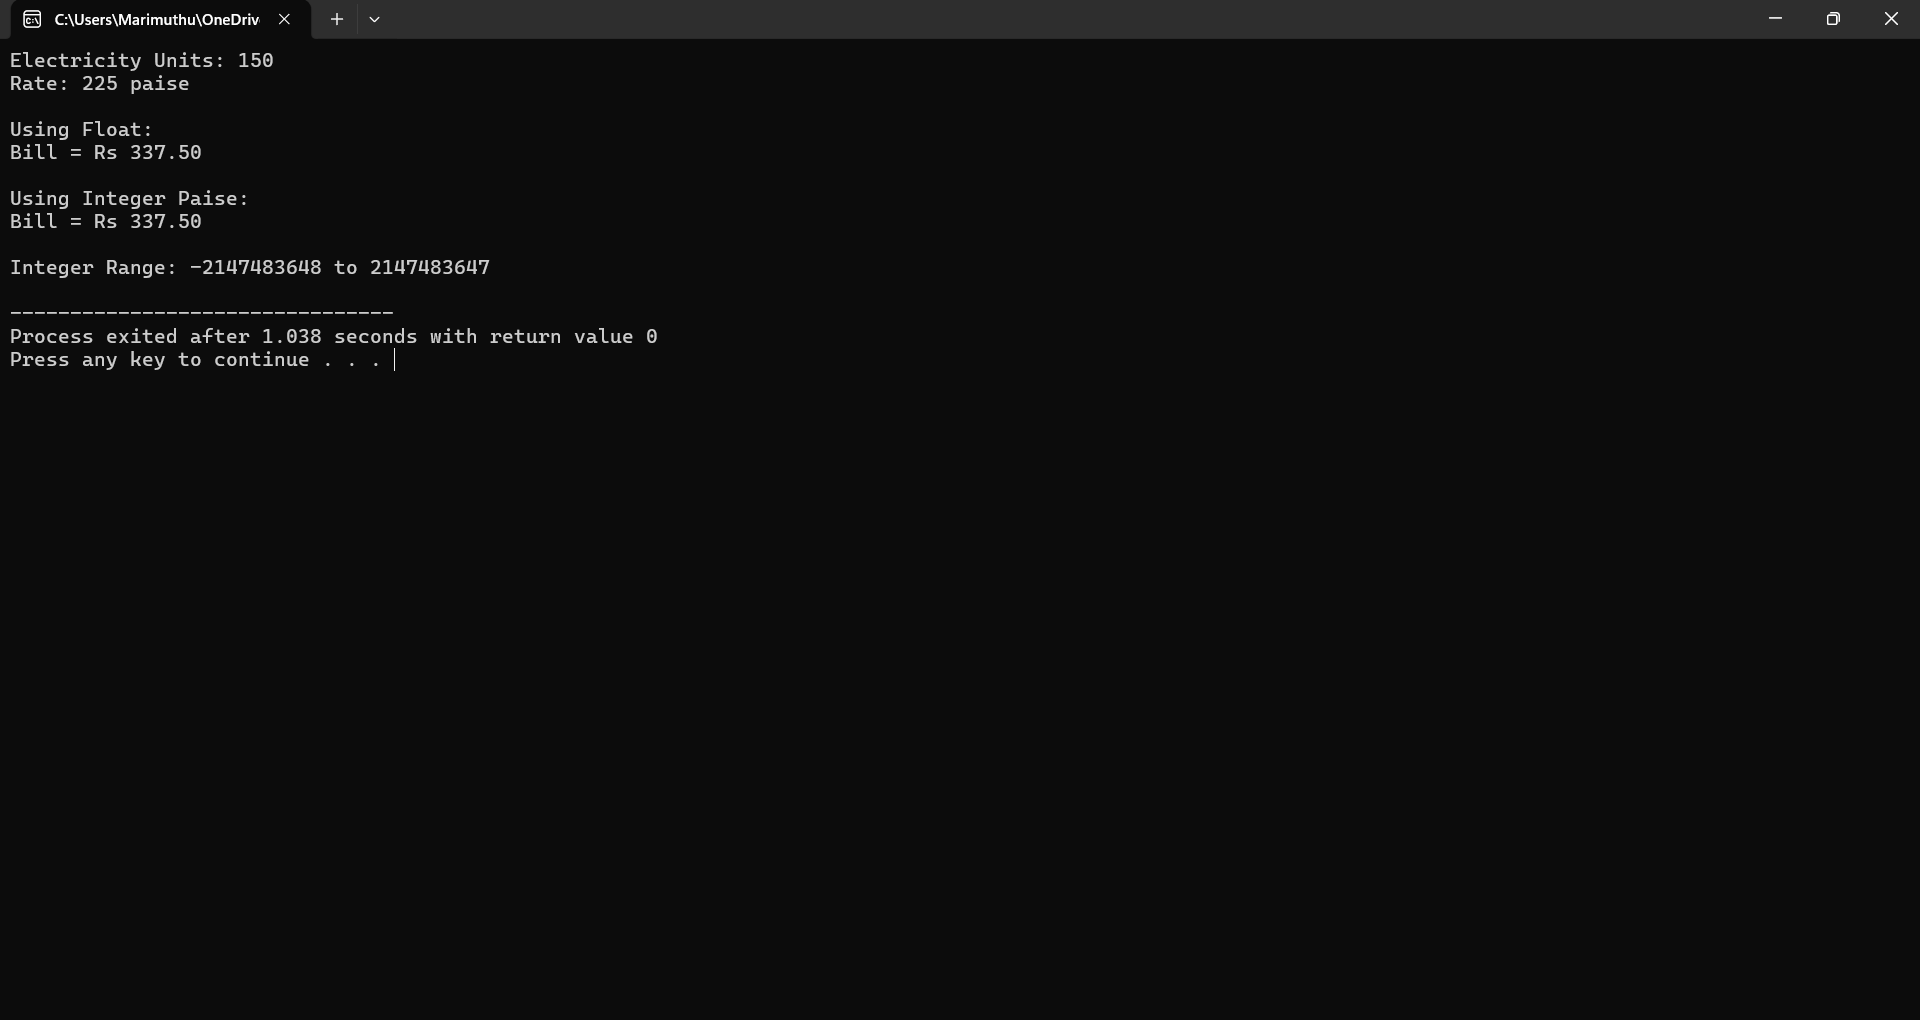 C:\Users\Marimuthu\OneDriv
Electricity Units: 150
Rate: 225 paise
Using Float:
Bill = Rs 337.50
Using Integer Paise:
Bill = Rs 337.50
Integer Range: -2147483648 to 2147483647
--------------------------------
Process exited after 1.038 seconds with return value 0
Press any key to continue . . .